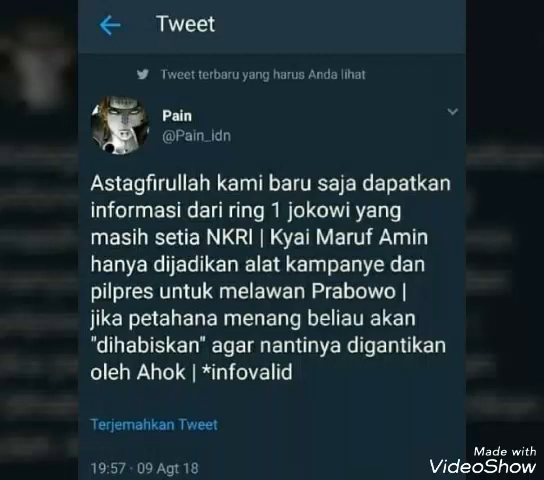 Tweet
Tweet terbaru yang harus Anda lihat
Pain
@Pain_idn
Astagfirullah kami baru saja dapatkan
informasi dari ring 1 jokowi yang
masih setia NKRI | Kyai Maruf Amin
hanya dijadikan alat kampanye dan
pilpres untuk melawan Prabowo |
jika petahana menang beliau akan
"dihabiskan" agar nantinya digantikan
oleh Ahok | *infovalid
Terjemahkan Tweet
19:57 · 09 Agt 18
Made with
VideoShow